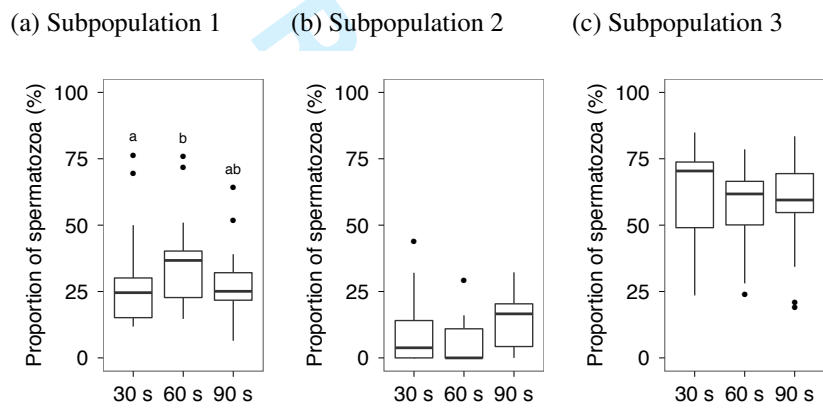 (a) Subpopulation 1
(b) Subpopulation 2
(c) Subpopulation 3
Proportion of spermatozoa (%)
100
75
50
25
0
a
b
ab
30 s 60 s 90 s
Proportion of spermatozoa (%)
100
75
50
25
0
30 s 60 s 90 s
Proportion of spermatozoa (%)
100
75
50
25
0
30 s 60 s 90 s